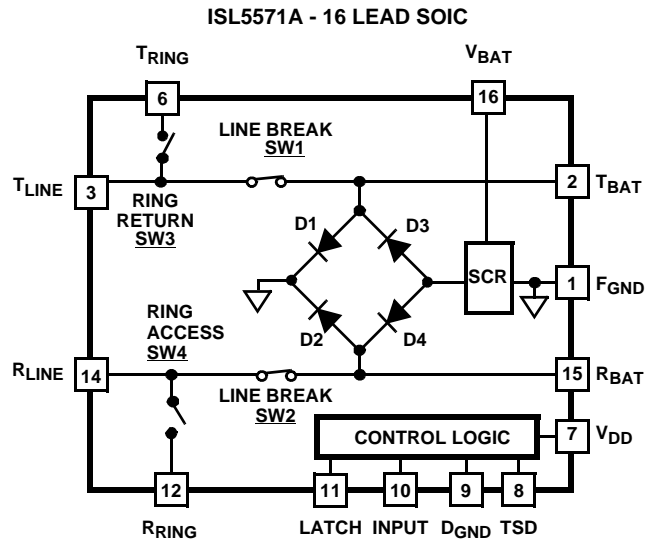 ISL5571A - 16 LEAD SOIC
TRING
VBAT
6
16
LINE BREAK
SW1
TLINE
3
2
TBAT
RING
RETURN
SW3
D1
D3
SCR
1
FGND
RING
ACCESS
SW4
D2
D4
RLINE
14
15
RBAT
LINE BREAK
SW2
CONTROL LOGIC
7
VDD
12
11
10
9
8
RRING
LATCH
INPUT
DGND
TSD